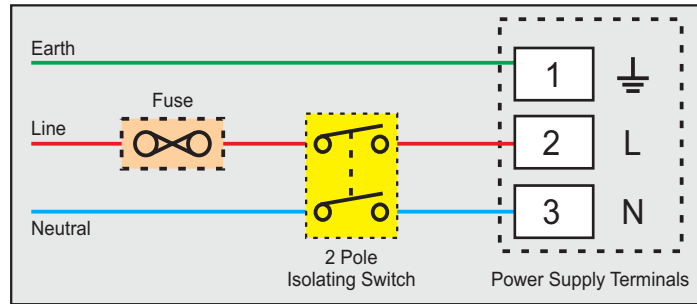 Earth
1
Fuse
Line
2 L
3 N
Neutral
2 Pole
Isolating Switch
Power Supply Terminals